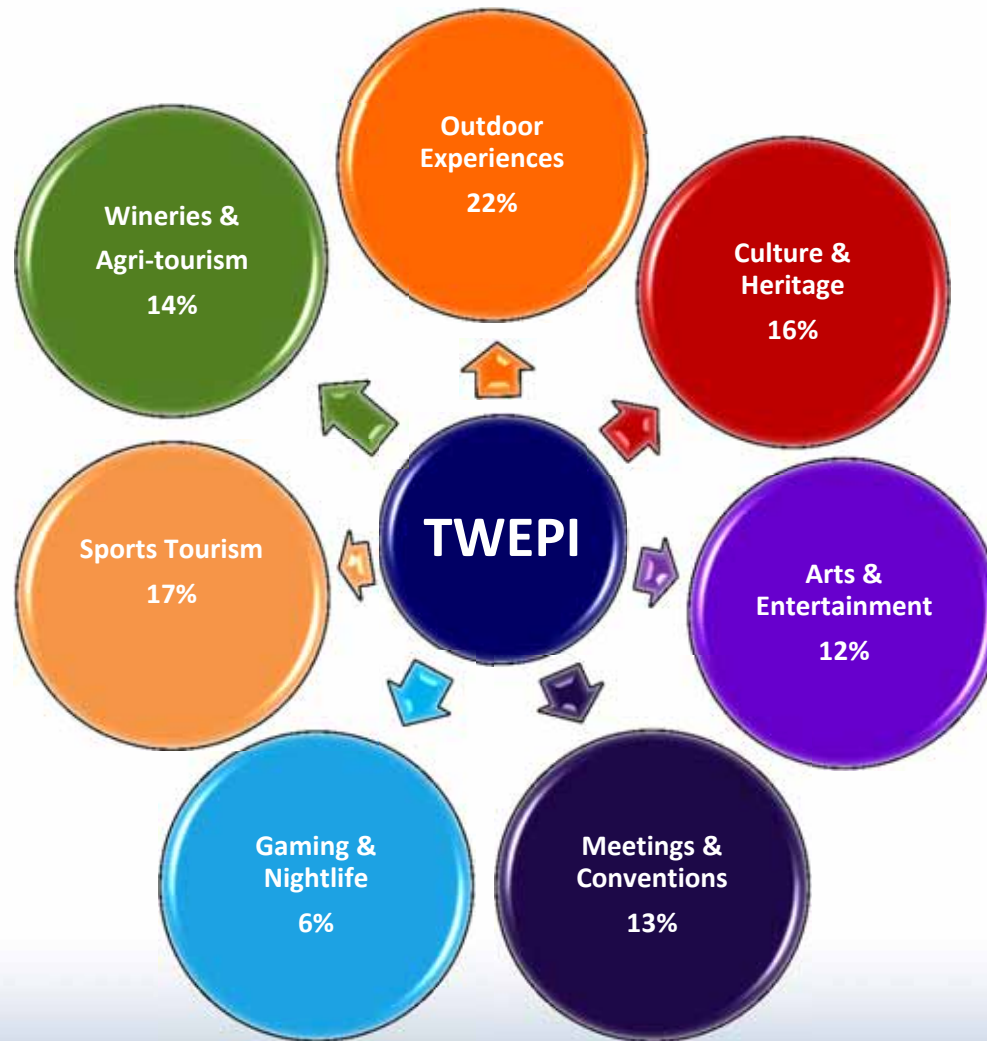 Outdoor
Experiences
22%
Culture &
Heritage
16%
Arts &
Entertainment
12%
Meetings &
Conventions
13%
Gaming &
Nightlife
6%
Sports Tourism
17%
Wineries &
Agri-tourism
14%
TWEPI